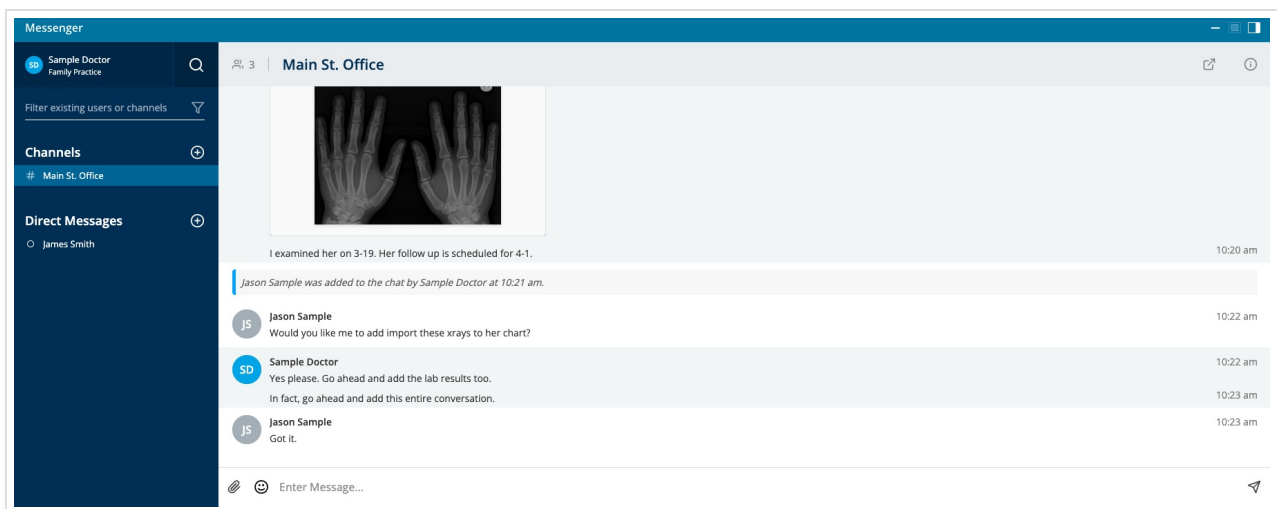 Messenger
SD
Sample Doctor
Family Practice
Filter existing users or channels
Channels
# Main St. Office
Direct Messages
James Smith
3
Main St. Office
I examined her on 3-19. Her follow up is scheduled for 4-1.
10:20 am
Jason Sample was added to the chat by Sample Doctor at 10:21 am.
JS
Jason Sample
10:22 am
Would you like me to add import these xrays to her chart?
SD
Sample Doctor
10:22 am
Yes please. Go ahead and add the lab results too.
In fact, go ahead and add this entire conversation.
10:23 am
JS
Jason Sample
10:23 am
Got it.
Enter Message...